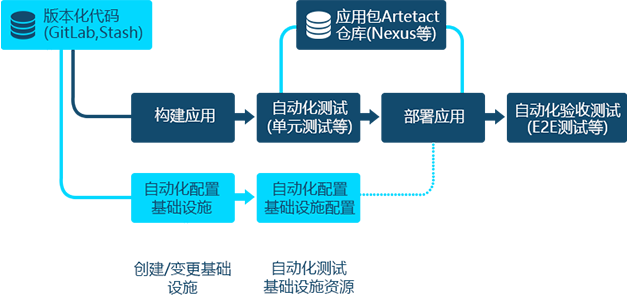 版本化代码
(GitLab,Stash)
应用包Artetact
仓库(Nexus等)
构建应用
自动化测试
(单元测试等)
部署应用
自动化验收测试
(E2E测试等)
自动化配置
基础设施
自动化配置
基础设施配置
创建/变更基础
设施
自动化测试
基础设施资源